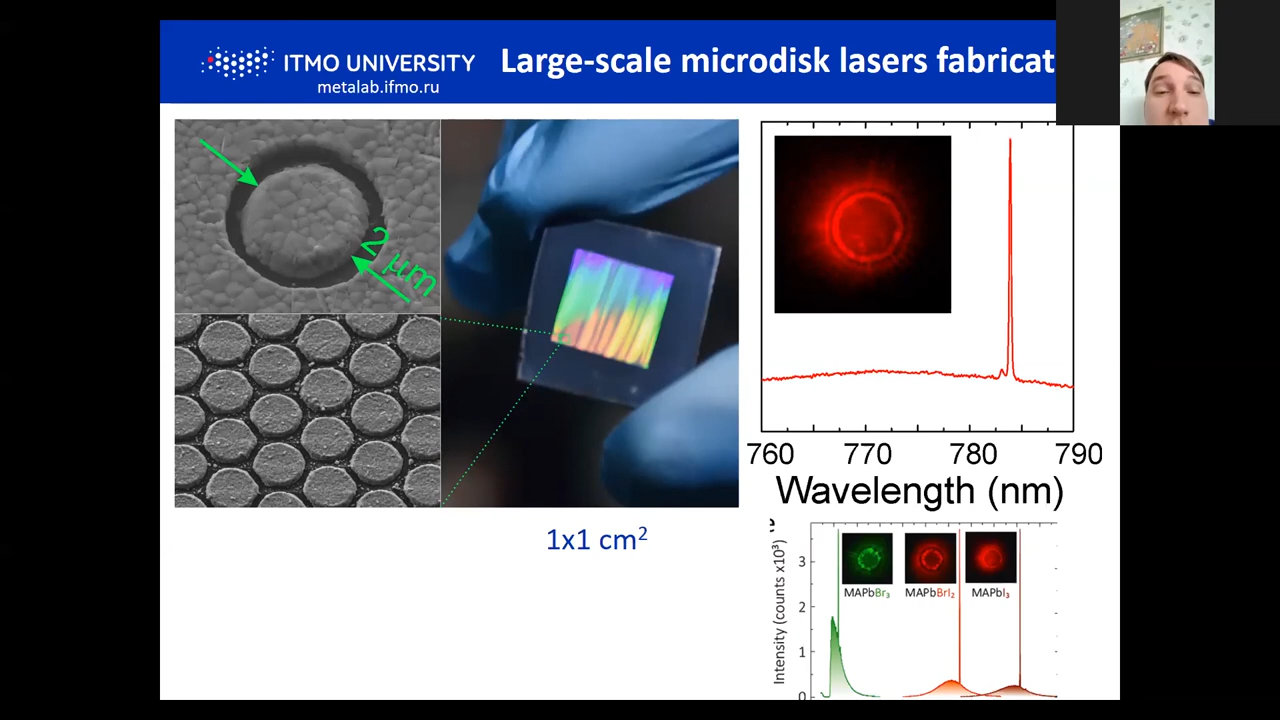 ITMO UNIVERSITY
metalab.ifmo.ru
Large-scale microdisk lasers fabricat
2 μm
1x1 cm²
760 770 780 790
Wavelength (nm)
Intensity (counts x10³)
3
2
1
0
MAPbBr₃ MAPbBrI₂ MAPbI₃